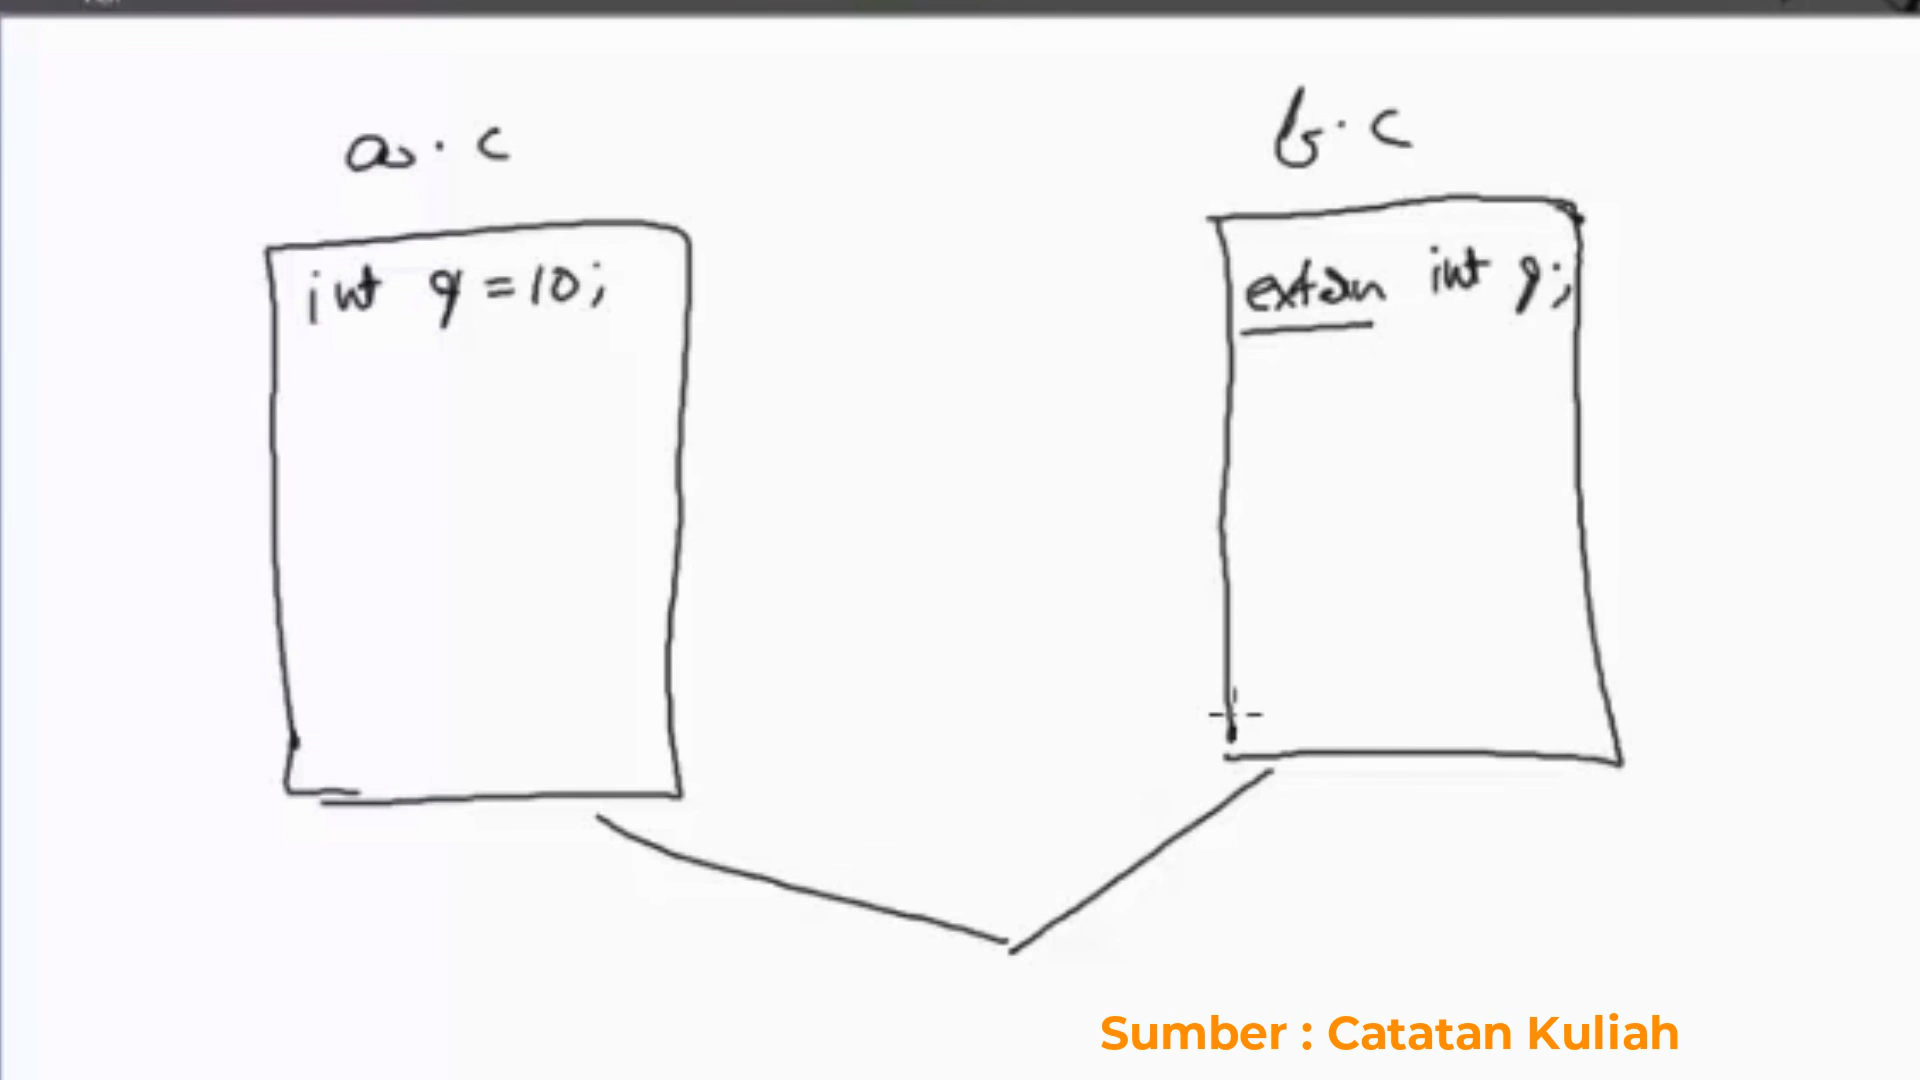 a.c
b.c
int g = 10;
extern int g;
Sumber : Catatan Kuliah